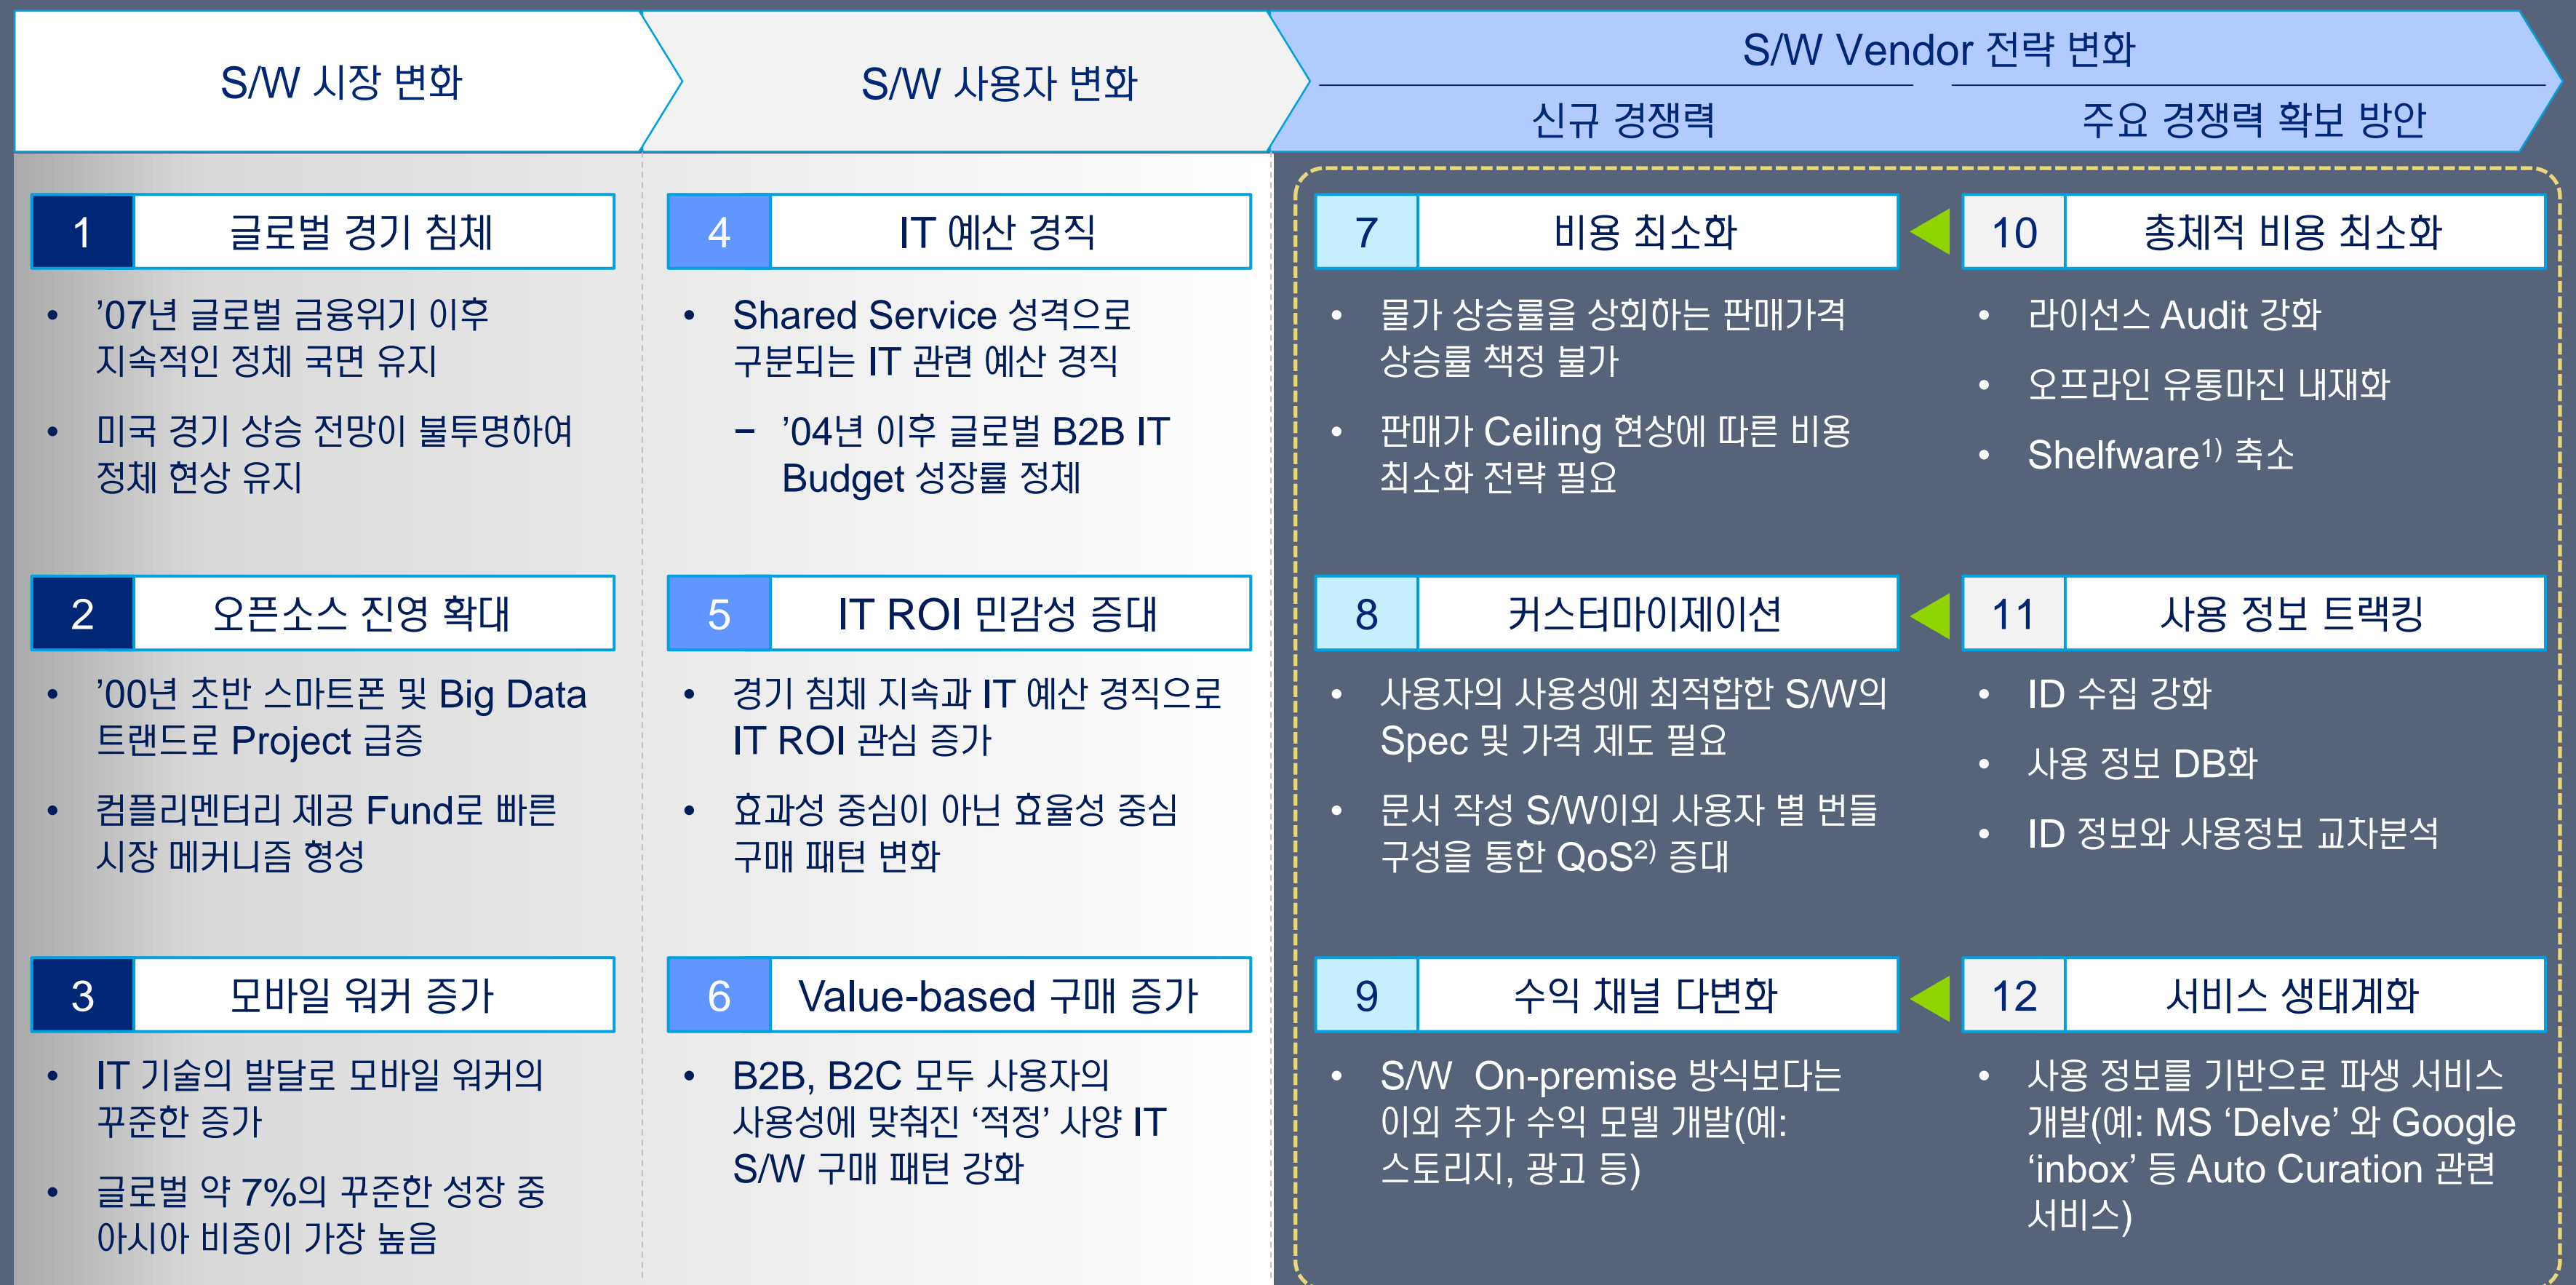 S/W 시장 변화
S/W 사용자 변화
S/W Vendor 전략 변화
신규 경쟁력
주요 경쟁력 확보 방안
1 글로벌 경기 침체
• ’07년 글로벌 금융위기 이후
지속적인 정체 국면 유지
• 미국 경기 상승 전망이 불투명하여
정체 현상 유지
2 오픈소스 진영 확대
• ’00년 초반 스마트폰 및 Big Data
트랜드로 Project 급증
• 컴플리멘터리 제공 Fund로 빠른
시장 메커니즘 형성
3 모바일 워커 증가
• IT 기술의 발달로 모바일 워커의
꾸준한 증가
• 글로벌 약 7%의 꾸준한 성장 중
아시아 비중이 가장 높음
4 IT 예산 경직
• Shared Service 성격으로
구분되는 IT 관련 예산 경직
– ’04년 이후 글로벌 B2B IT
Budget 성장률 정체
5 IT ROI 민감성 증대
• 경기 침체 지속과 IT 예산 경직으로
IT ROI 관심 증가
• 효과성 중심이 아닌 효율성 중심
구매 패턴 변화
6 Value-based 구매 증가
• B2B, B2C 모두 사용자의
사용성에 맞춰진 ‘적정’ 사양 IT
S/W 구매 패턴 강화
7 비용 최소화
• 물가 상승률을 상회하는 판매가격
상승률 책정 불가
• 판매가 Ceiling 현상에 따른 비용
최소화 전략 필요
8 커스터마이제이션
• 사용자의 사용성에 최적합한 S/W의
Spec 및 가격 제도 필요
• 문서 작성 S/W이외 사용자 별 번들
구성을 통한 QoS2) 증대
9 수익 채널 다변화
• S/W On-premise 방식보다는
이외 추가 수익 모델 개발(예:
스토리지, 광고 등)
10 총체적 비용 최소화
• 라이선스 Audit 강화
• 오프라인 유통마진 내재화
• Shelfware1) 축소
11 사용 정보 트랙킹
• ID 수집 강화
• 사용 정보 DB화
• ID 정보와 사용정보 교차분석
12 서비스 생태계화
• 사용 정보를 기반으로 파생 서비스
개발(예: MS ‘Delve’ 와 Google
‘inbox’ 등 Auto Curation 관련
서비스)